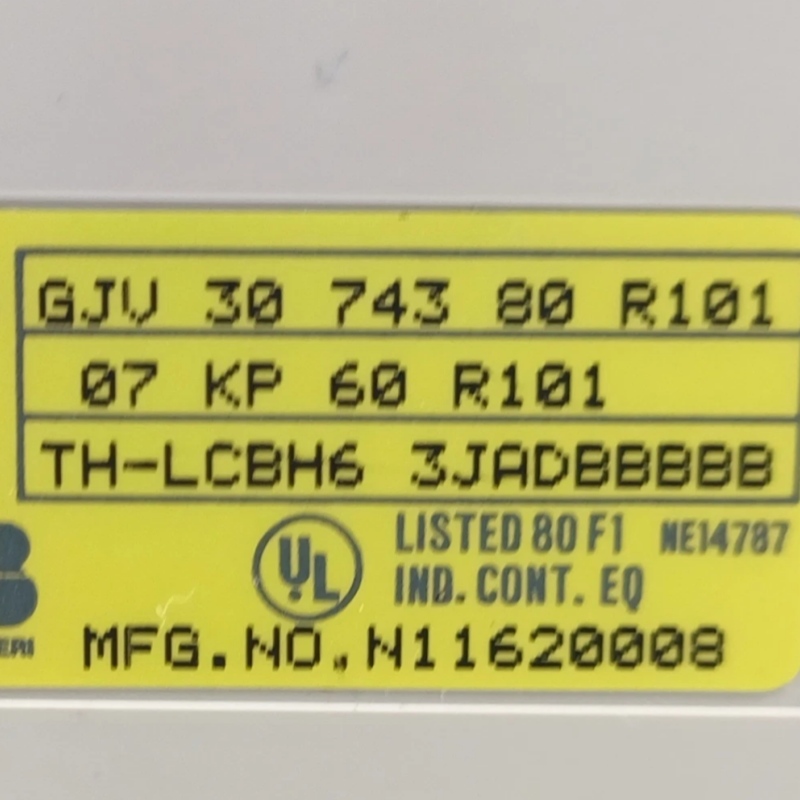 GJV 30 743 80 R101
07 KP 60 R101
TH-LCBH6 3JADBBBBB
UL LISTED 80 F1 NE14787
IND. CONT. EQ
MFG.NO.N11620008